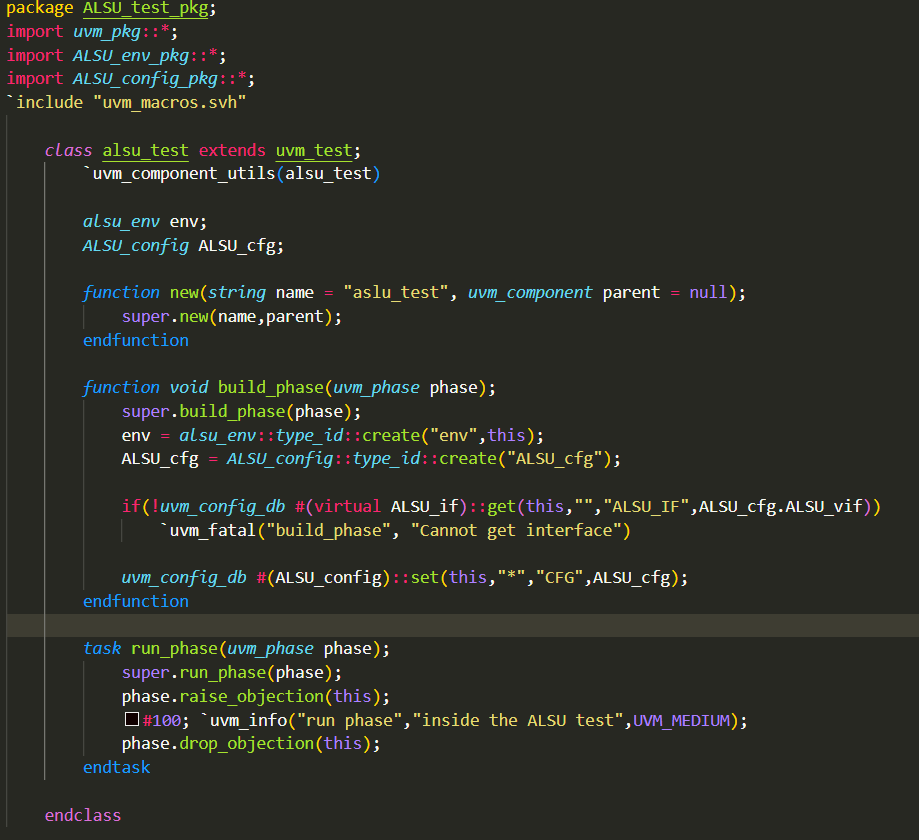 package ALSU_test_pkg;
import uvm_pkg::*;
import ALSU_env_pkg::*;
import ALSU_config_pkg::*;
`include "uvm_macros.svh"
class alsu_test extends uvm_test;
`uvm_component_utils(alsu_test)
alsu_env env;
ALSU_config ALSU_cfg;
function new(string name = "aslu_test", uvm_component parent = null);
super.new(name,parent);
endfunction
function void build_phase(uvm_phase phase);
super.build_phase(phase);
env = alsu_env::type_id::create("env",this);
ALSU_cfg = ALSU_config::type_id::create("ALSU_cfg");
if(!uvm_config_db #(virtual ALSU_if)::get(this,"","ALSU_IF",ALSU_cfg.ALSU_vif))
`uvm_fatal("build_phase", "Cannot get interface")
uvm_config_db #(ALSU_config)::set(this,"*","CFG",ALSU_cfg);
endfunction
task run_phase(uvm_phase phase);
super.run_phase(phase);
phase.raise_objection(this);
#100; `uvm_info("run phase","inside the ALSU test",UVM_MEDIUM);
phase.drop_objection(this);
endtask
endclass